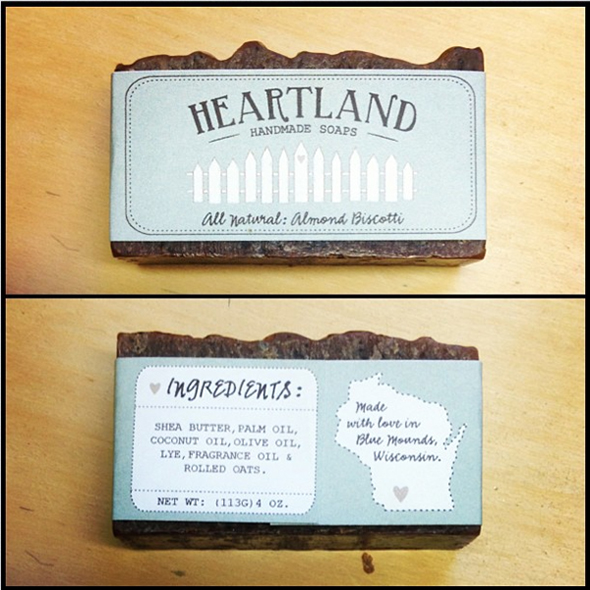 HEARTLAND
HANDMADE SOAPS
All Natural: Almond Biscotti
INGREDIENTS:
SHEA BUTTER, PALM OIL,
COCONUT OIL, OLIVE OIL,
LYE, FRAGRANCE OIL &
ROLLED OATS.
NET WT: (113G) 4 OZ.
Made
with love in
Blue Mounds,
Wisconsin.